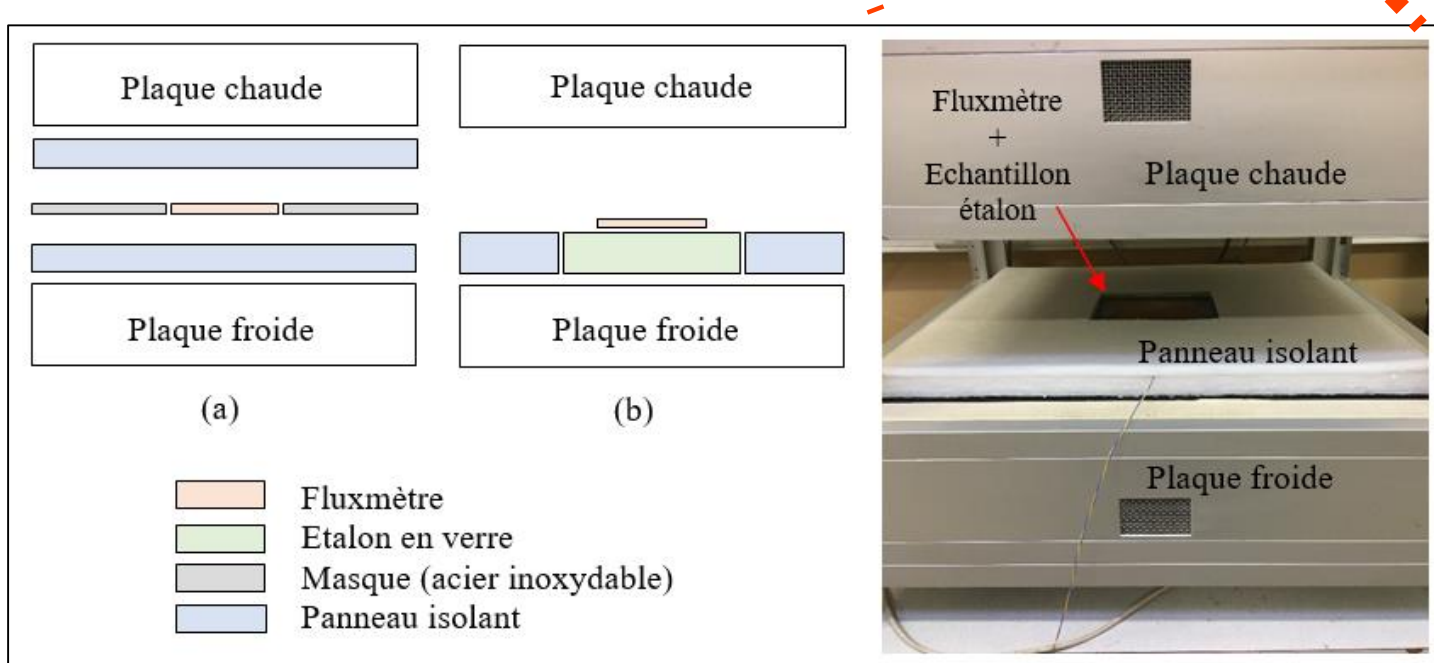 Plaque chaude
Plaque froide
(a)
Plaque chaude
Plaque froide
(b)
Fluxmètre
Etalon en verre
Masque (acier inoxydable)
Panneau isolant
Fluxmètre
+
Echantillon
étalon
Plaque chaude
Panneau isolant
Plaque froide